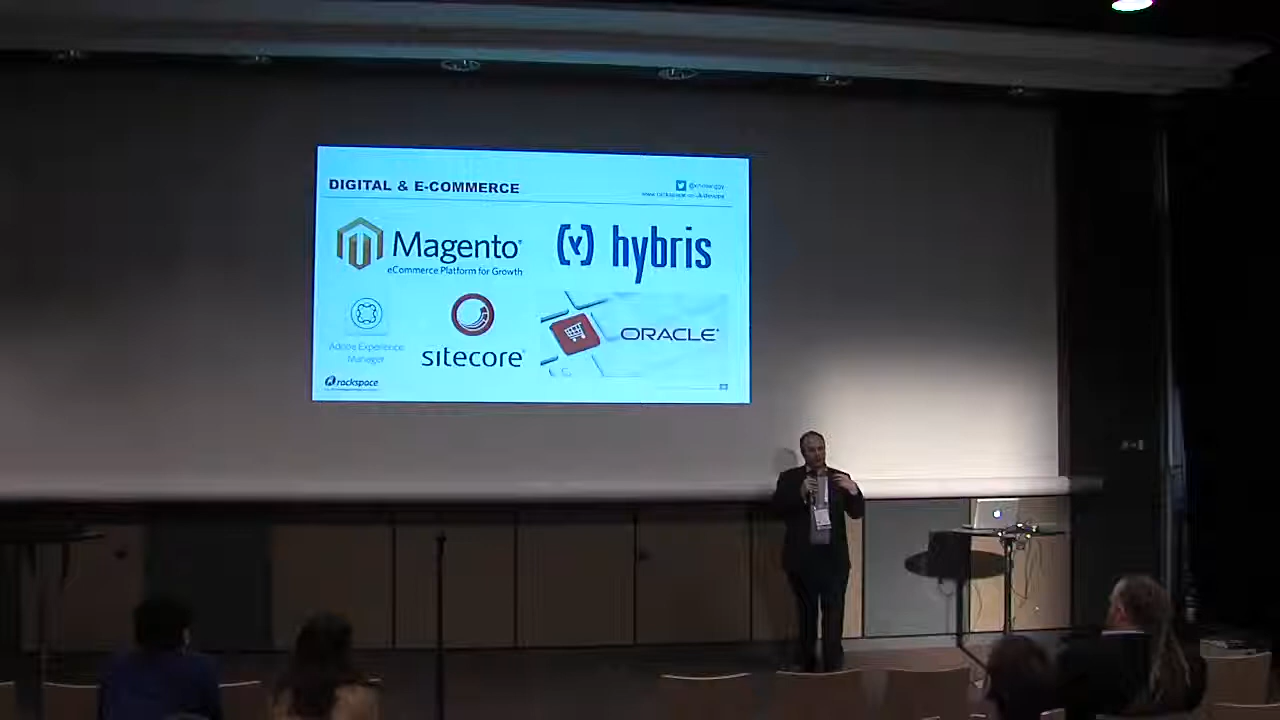 DIGITAL & E-COMMERCE
Magento®
eCommerce Platform for Growth
hybris
Adobe Experience
Manager
sitecore®
ORACLE®
rackspace